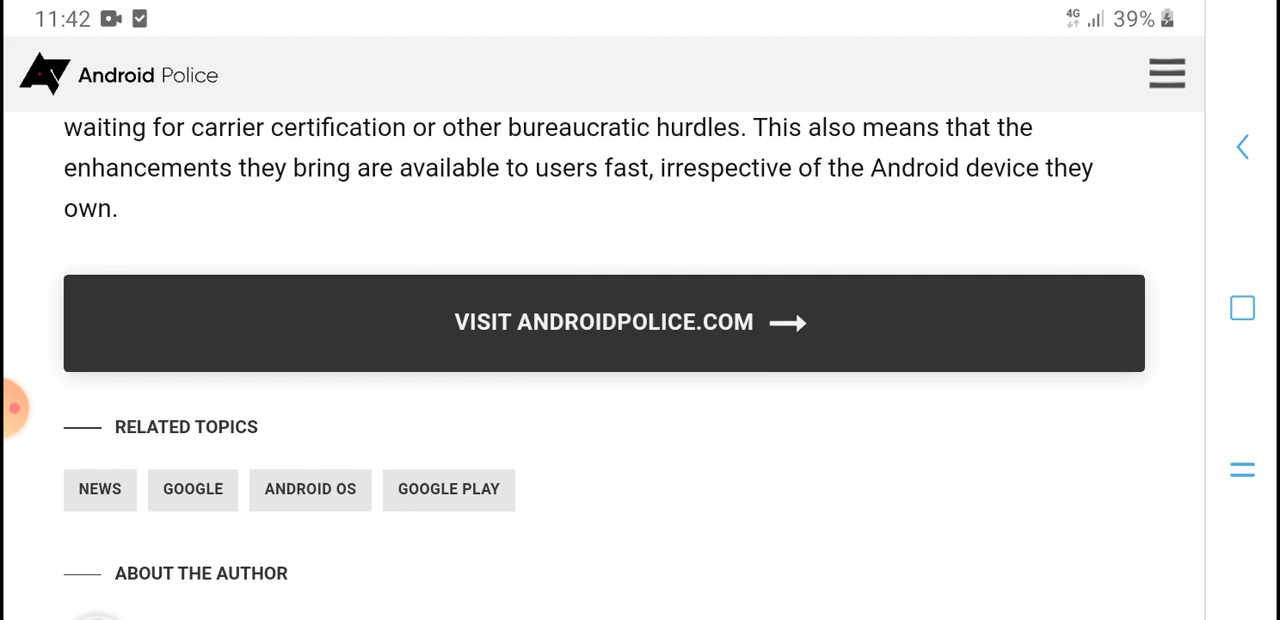 11:42
4G
39%
Android Police
waiting for carrier certification or other bureaucratic hurdles. This also means that the
enhancements they bring are available to users fast, irrespective of the Android device they
own.
VISIT ANDROIDPOLICE.COM
RELATED TOPICS
NEWS GOOGLE ANDROID OS GOOGLE PLAY
ABOUT THE AUTHOR